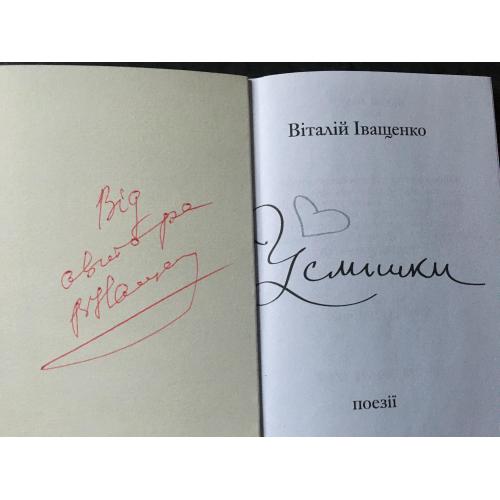 Від
автора
Віталій Іващенко
Усмішки
поезії